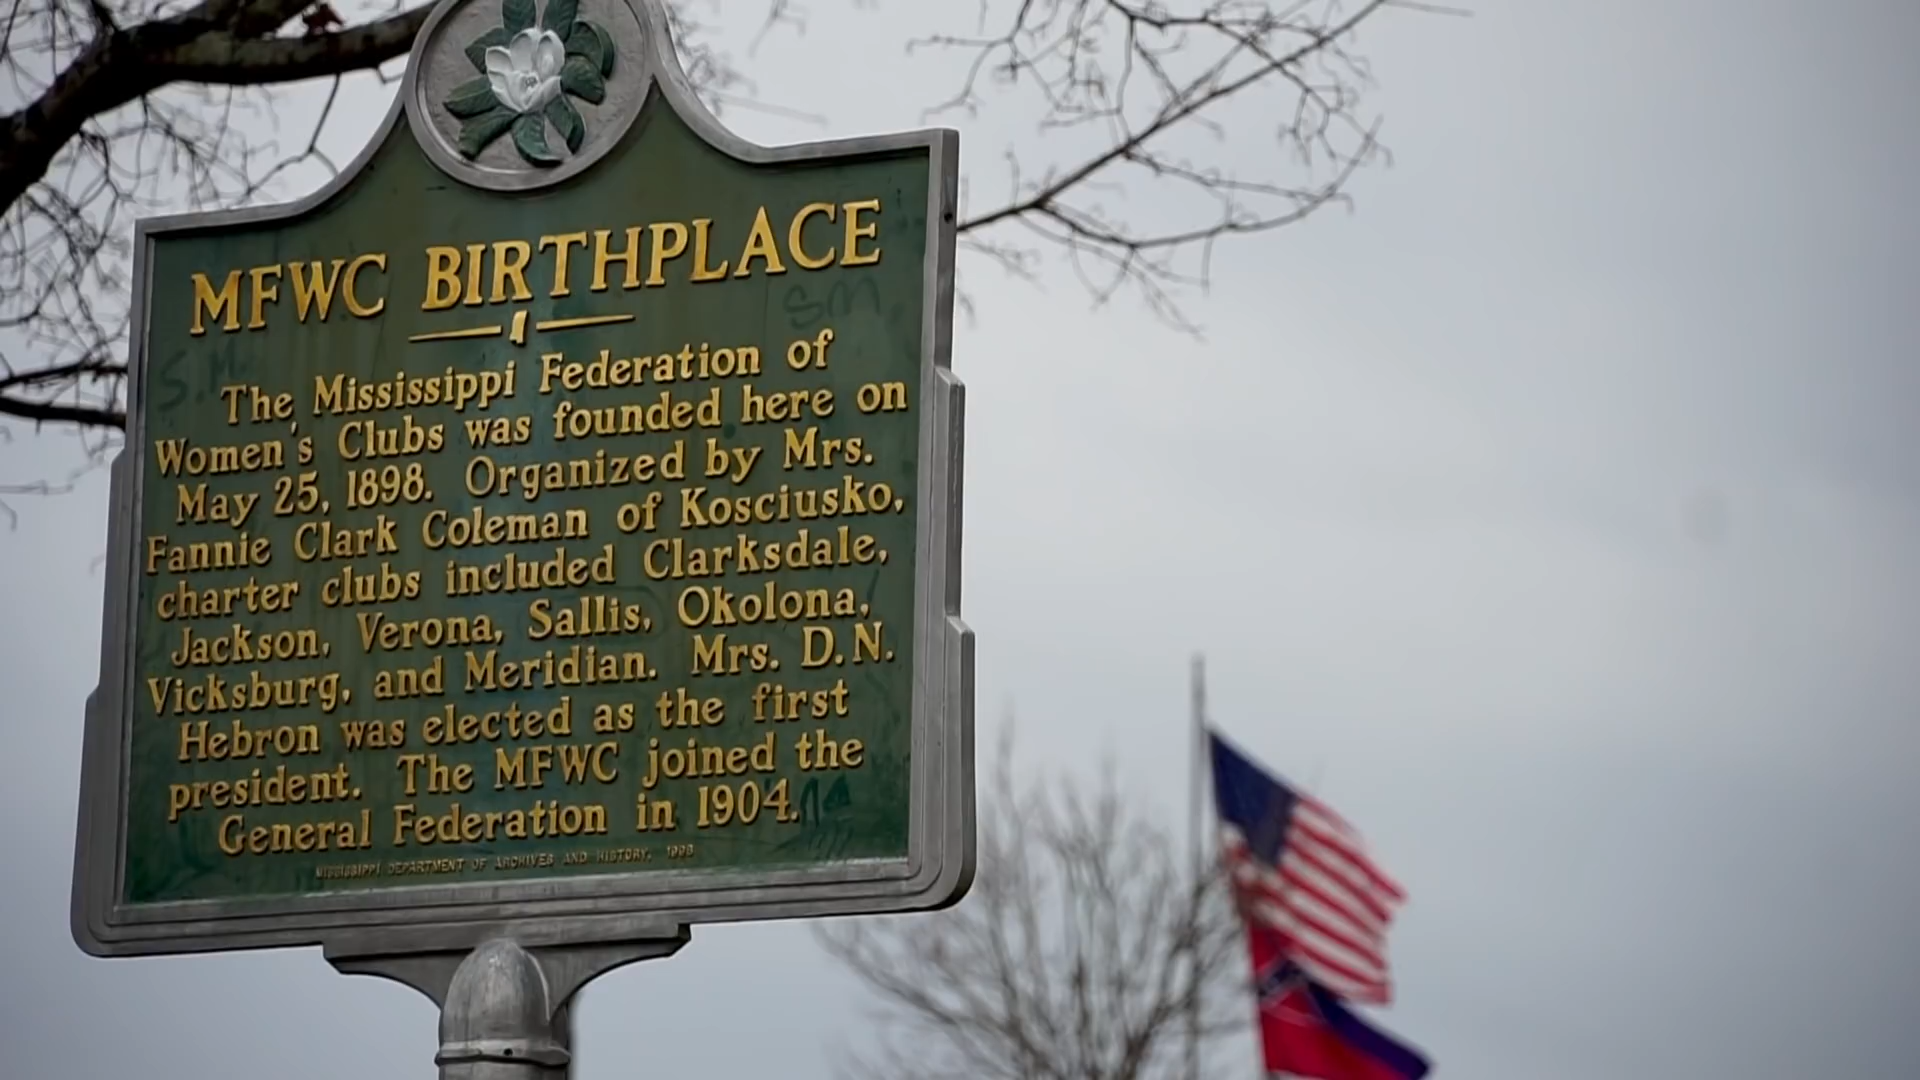 MFWC BIRTHPLACE
The Mississippi Federation of
Women's Clubs was founded here on
May 25, 1898. Organized by Mrs.
Fannie Clark Coleman of Kosciusko,
charter clubs included Clarksdale,
Jackson, Verona, Sallis, Okolona,
Vicksburg, and Meridian. Mrs. D.N.
Hebron was elected as the first
president. The MFWC joined the
General Federation in 1904.
MISSISSIPPI DEPARTMENT OF ARCHIVES AND HISTORY,
S.M.
SM